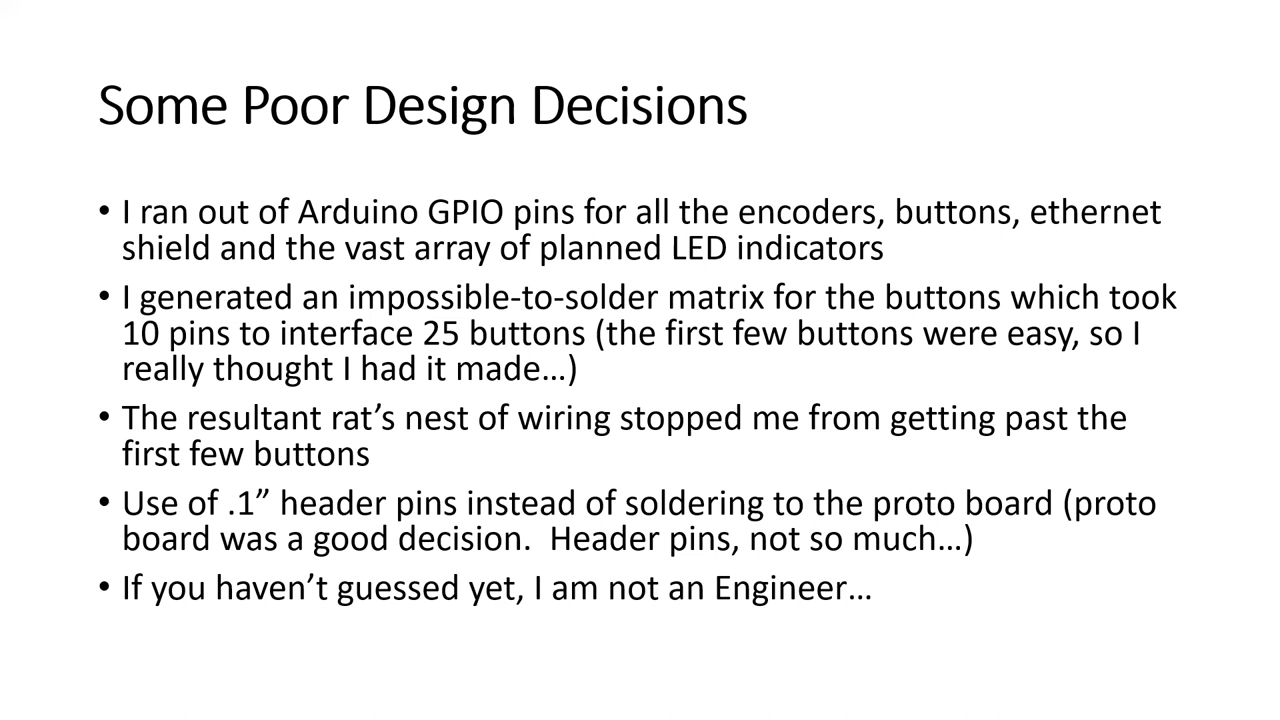 Some Poor Design Decisions
• I ran out of Arduino GPIO pins for all the encoders, buttons, ethernet
shield and the vast array of planned LED indicators
• I generated an impossible-to-solder matrix for the buttons which took
10 pins to interface 25 buttons (the first few buttons were easy, so I
really thought I had it made…)
• The resultant rat’s nest of wiring stopped me from getting past the
first few buttons
• Use of .1” header pins instead of soldering to the proto board (proto
board was a good decision.  Header pins, not so much…)
• If you haven’t guessed yet, I am not an Engineer…